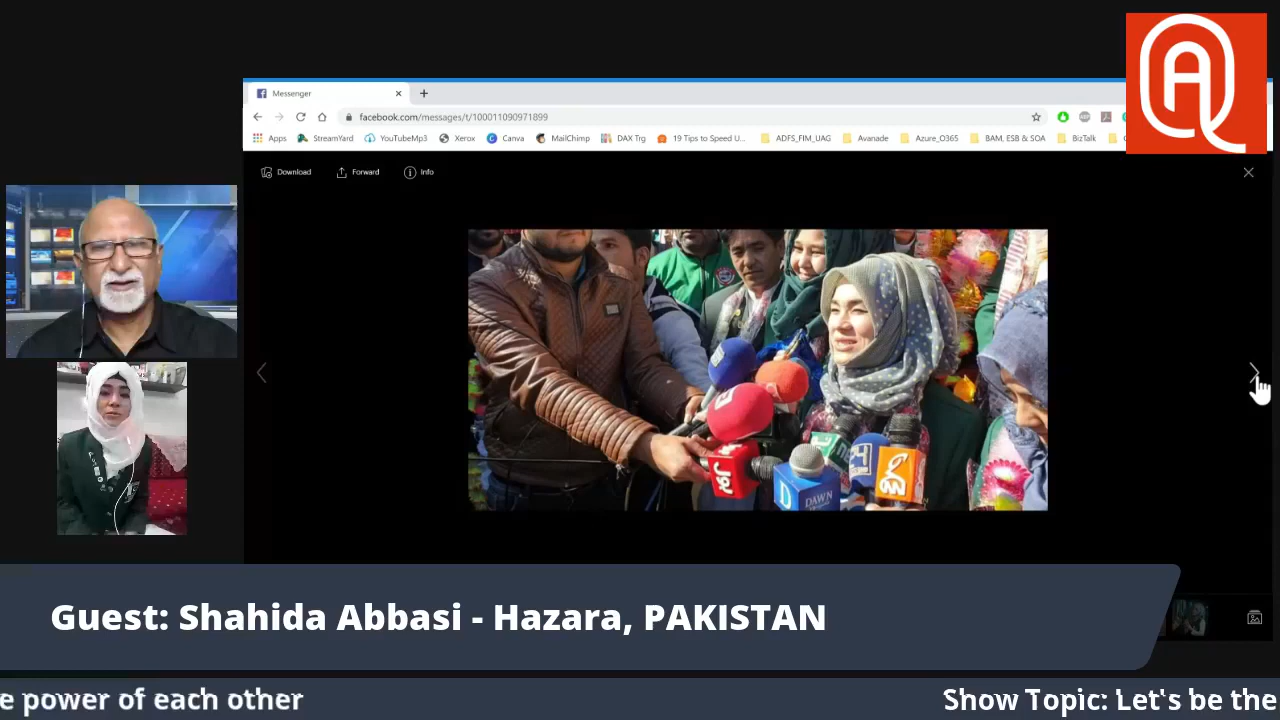 Messenger
facebook.com/messages/t/100011090971899
Apps StreamYard YouTubeMp3 Xerox Canva MailChimp DAX Trg 19 Tips to Speed U... ADFS_FIM_UAG Avanade Azure_O365 BAM, ESB & SOA BizTalk
Download Forward Info
DAWN
Guest: Shahida Abbasi - Hazara, PAKISTAN
e power of each other Show Topic: Let's be the